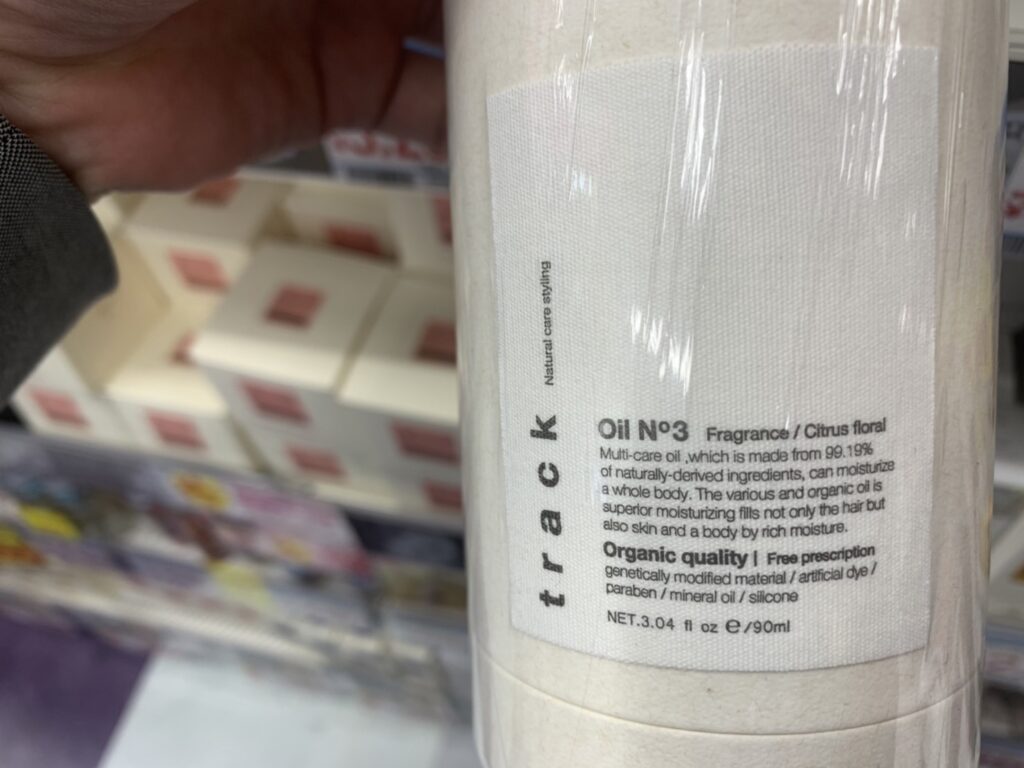 track
Natural care styling
Oil Nº3 Fragrance / Citrus floral
Multi-care oil ,which is made from 99.19%
of naturally-derived ingredients, can moisturize
a whole body. The various and organic oil is
superior moisturizing fills not only the hair but
also skin and a body by rich moisture.
Organic quality | Free prescription
genetically modified material / artificial dye /
paraben / mineral oil / silicone
NET.3.04 fl oz ℮/90ml